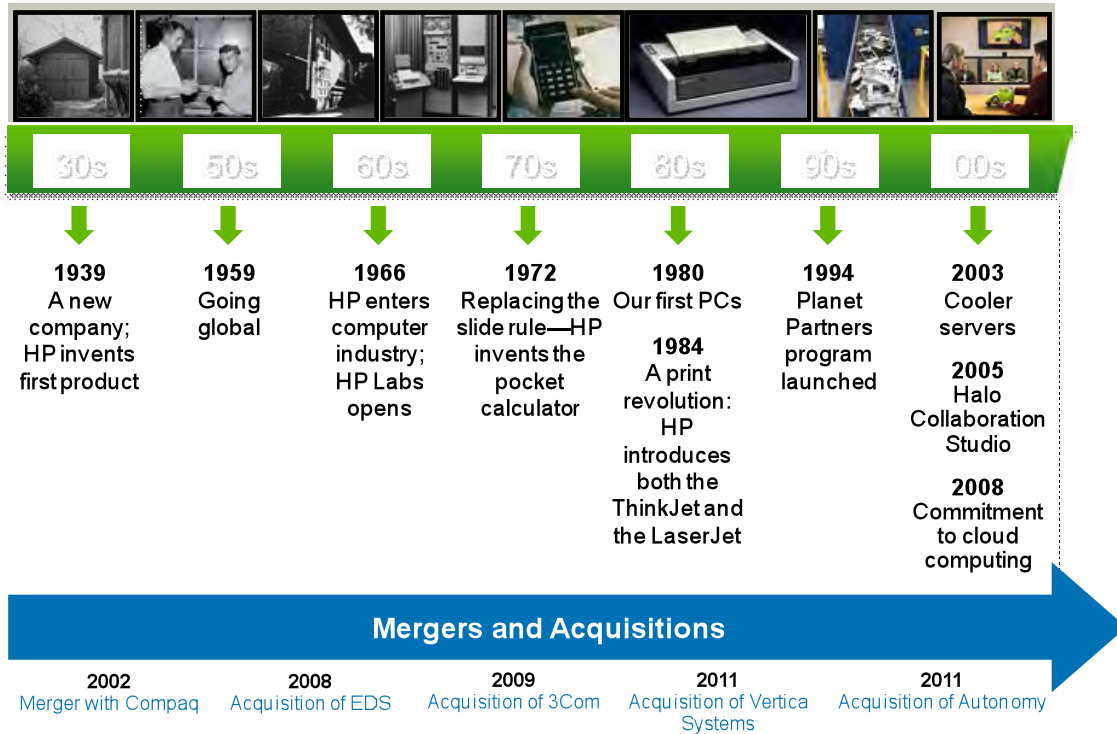 30s
50s
60s
70s
80s
90s
00s
1939
A new
company;
HP invents
first product
1959
Going
global
1966
HP enters
computer
industry;
HP Labs
opens
1972
Replacing the
slide rule—HP
invents the
pocket
calculator
1980
Our first PCs
1984
A print
revolution:
HP
introduces
both the
ThinkJet and
the LaserJet
1994
Planet
Partners
program
launched
2003
Cooler
servers
2005
Halo
Collaboration
Studio
2008
Commitment
to cloud
computing
Mergers and Acquisitions
2002
Merger with Compaq
2008
Acquisition of EDS
2009
Acquisition of 3Com
2011
Acquisition of Vertica
Systems
2011
Acquisition of Autonomy